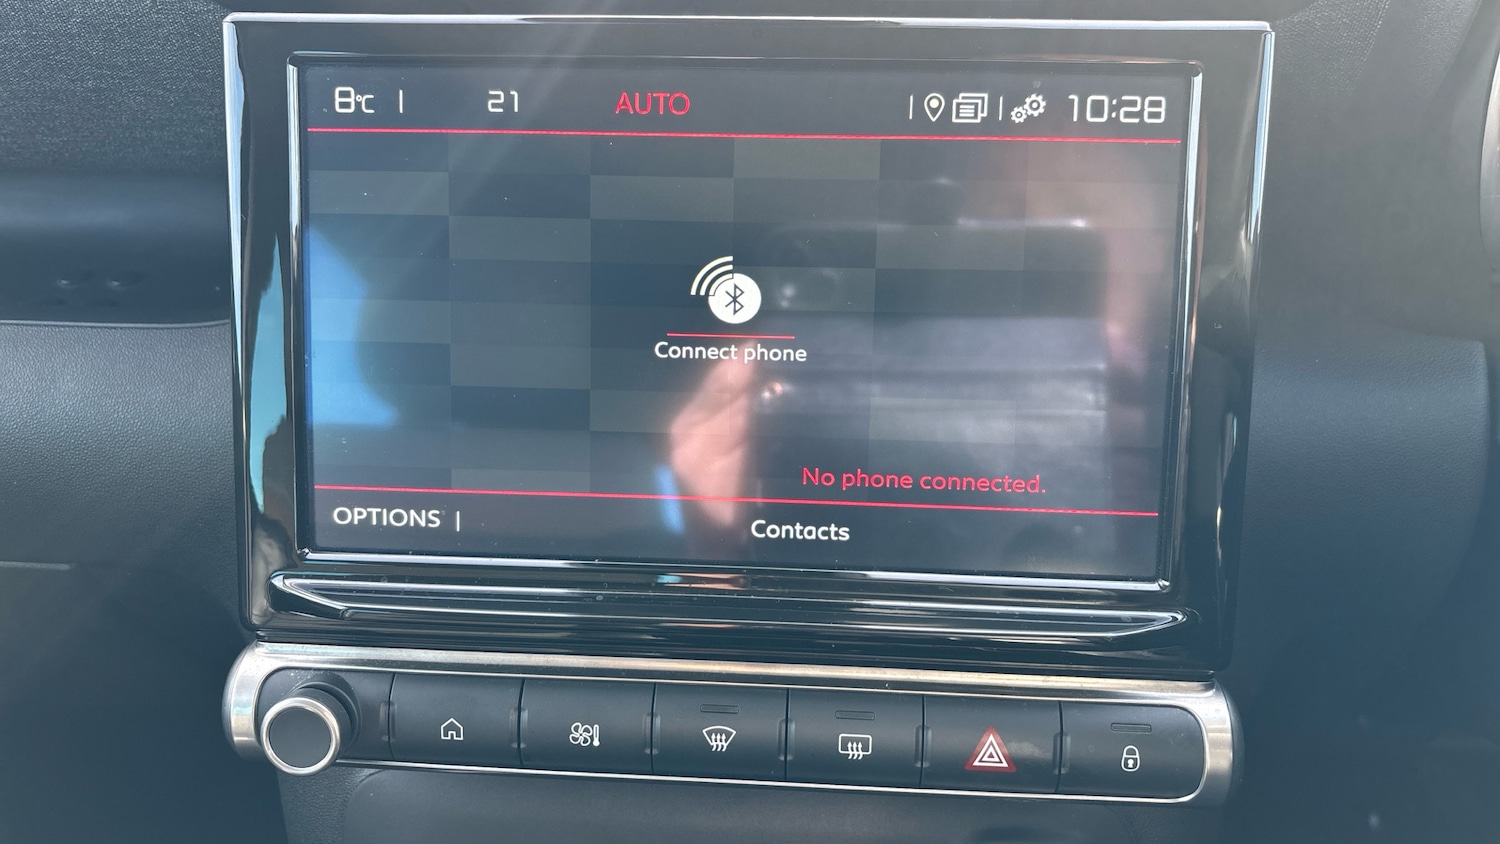 8°C | 21 AUTO | | 10:28
Connect phone
No phone connected.
OPTIONS |
Contacts